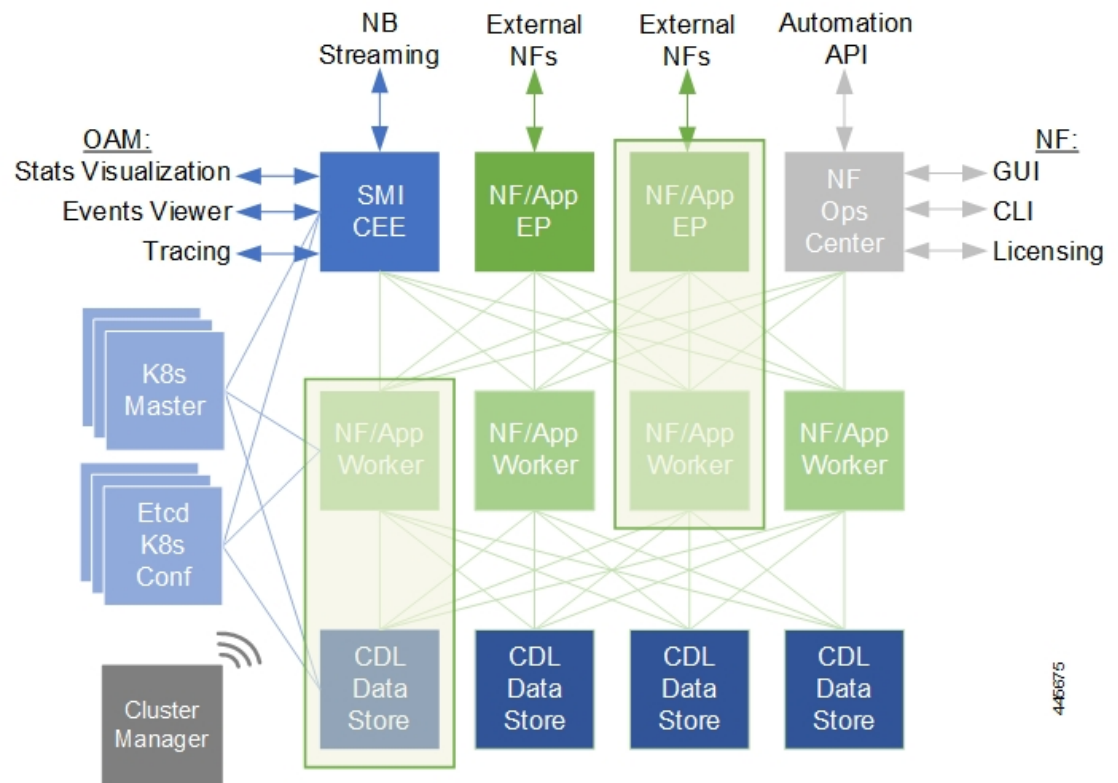 NB
Streaming
External
NFs
External
NFs
Automation
API
OAM:
Stats Visualization
Events Viewer
Tracing
SMI
CEE
NF/App
EP
NF/App
EP
NF
Ops
Center
NF:
GUI
CLI
Licensing
K8s
Master
NF/App
Worker
NF/App
Worker
NF/App
Worker
NF/App
Worker
Etcd
K8s
Conf
CDL
Data
Store
CDL
Data
Store
CDL
Data
Store
CDL
Data
Store
Cluster
Manager
445675